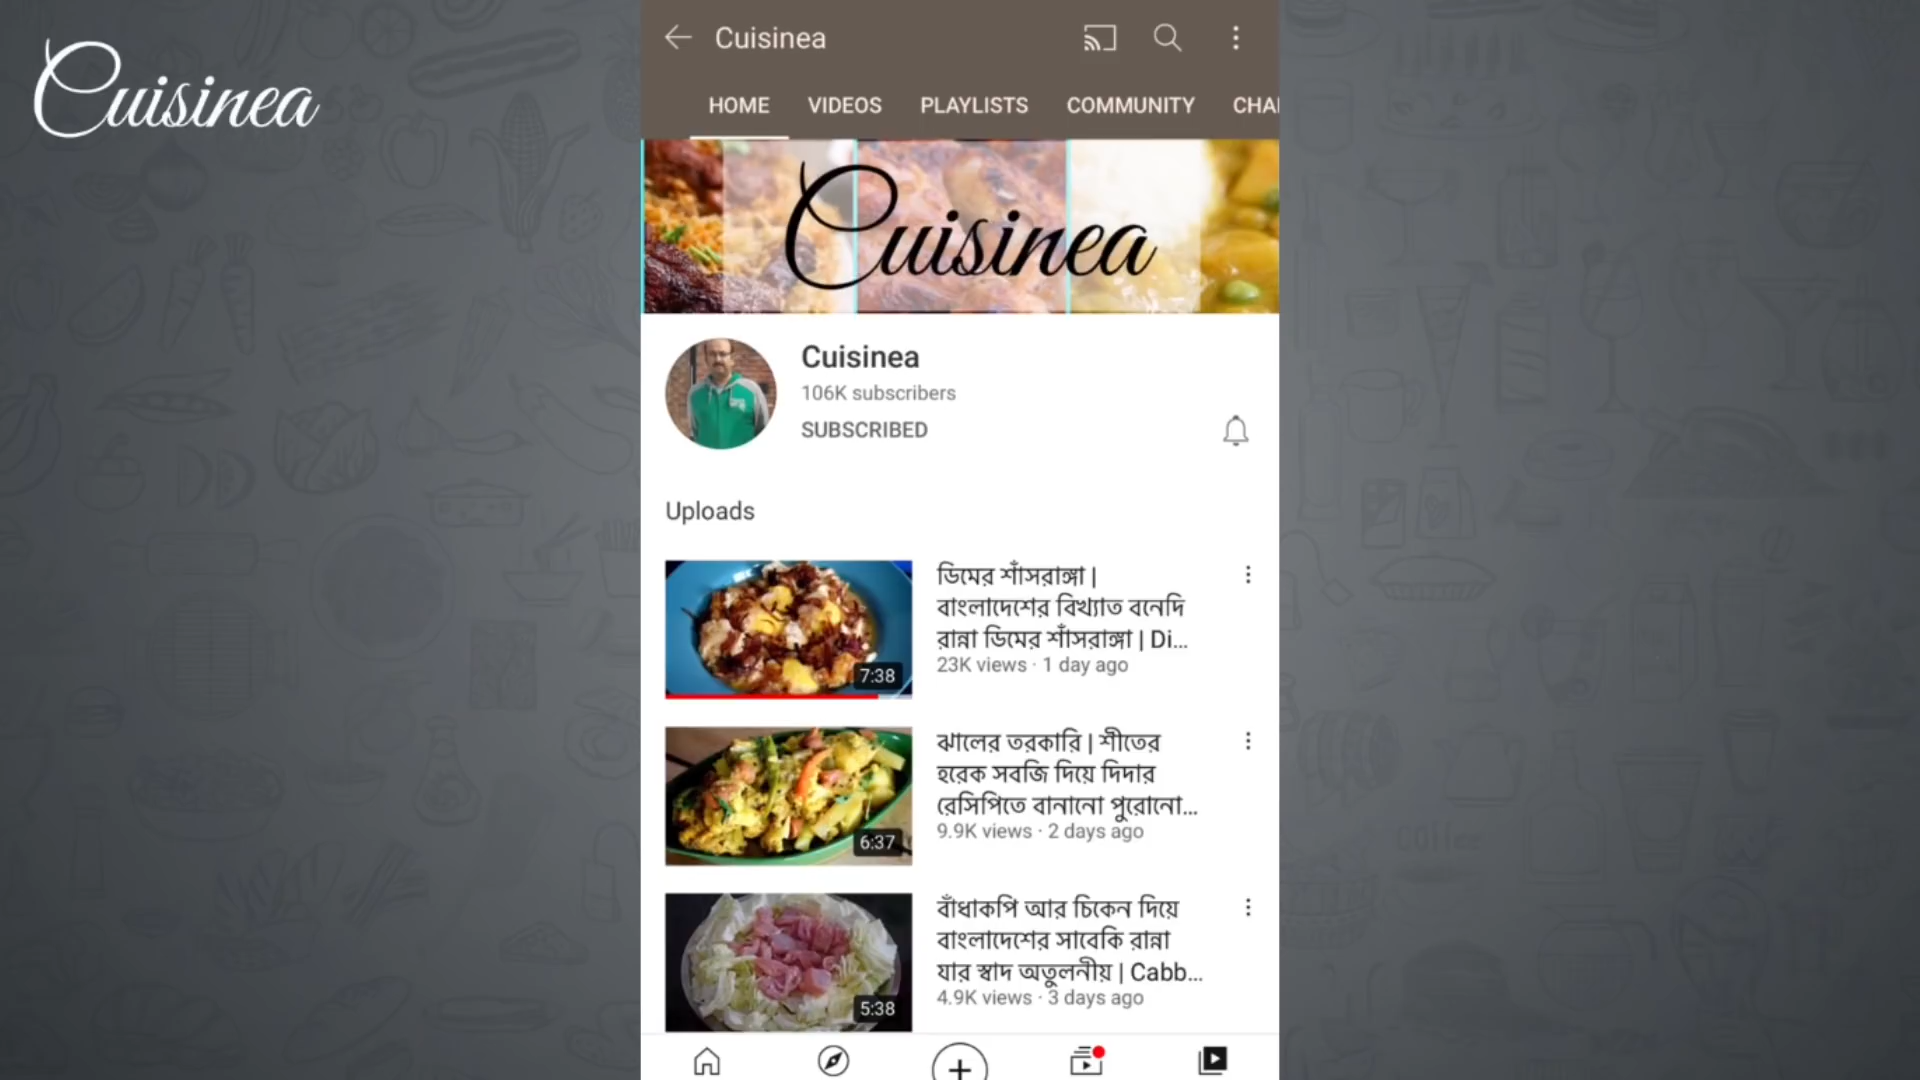 Cuisinea
Cuisinea
HOME VIDEOS PLAYLISTS COMMUNITY CHA
Cuisinea
Cuisinea
106K subscribers
SUBSCRIBED
Uploads
ডিমের শাঁসরাঙ্গা |
বাংলাদেশের বিখ্যাত বনেদি
রান্না ডিমের শাঁসরাঙ্গা | Di...
23K views · 1 day ago
7:38
ঝালের তরকারি | শীতের
হরেক সবজি দিয়ে দিদার
রেসিপিতে বানানো পুরোনো...
9.9K views · 2 days ago
6:37
বাঁধাকপি আর চিকেন দিয়ে
বাংলাদেশের সাবেকি রান্না
যার স্বাদ অতুলনীয় | Cabb...
4.9K views · 3 days ago
5:38